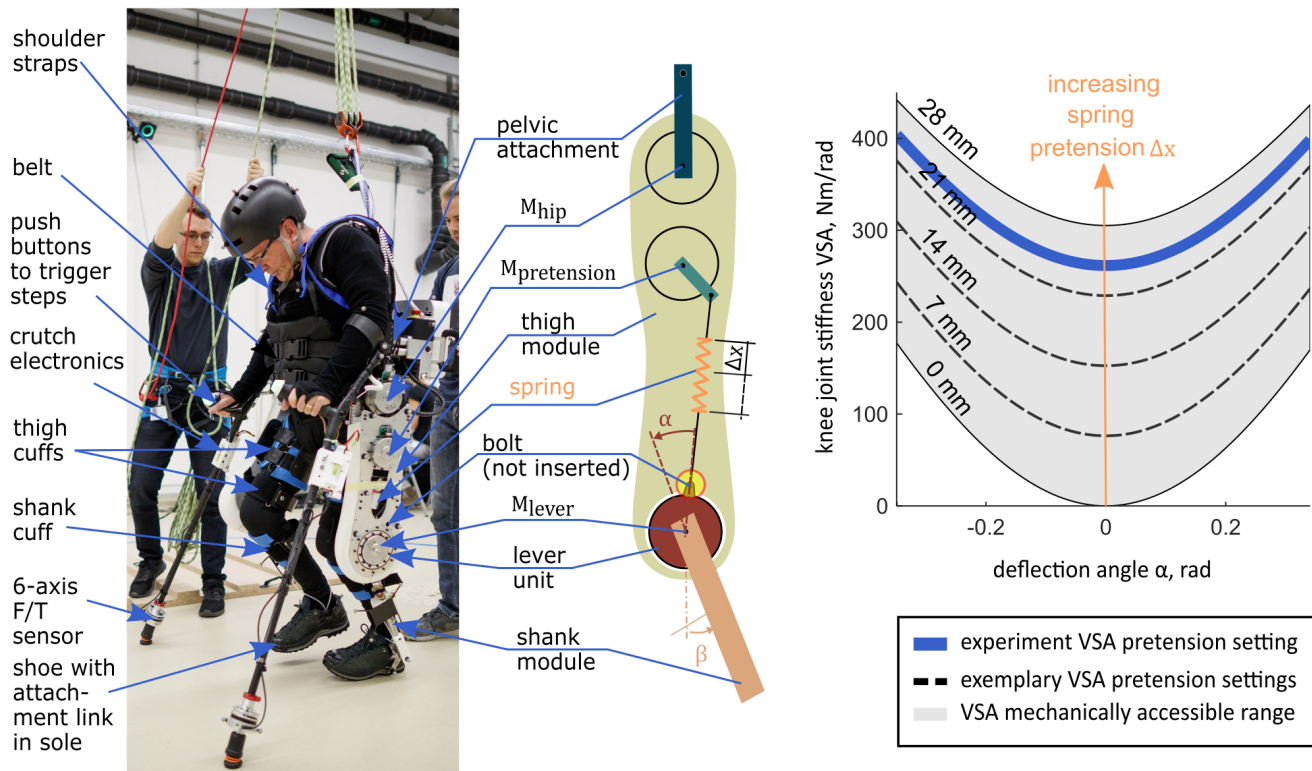 shoulder
straps
belt
push
buttons
to trigger
steps
crutch
electronics
thigh
cuffs
shank
cuff
6-axis
F/T
sensor
shoe with
attach-
ment link
in sole
pelvic
attachment
Mhip
Mpretension
thigh
module
spring
bolt
(not inserted)
Mlever
lever
unit
shank
module
Δx
α
β
knee joint stiffness VSA, Nm/rad
400
300
200
100
0
28 mm
21 mm
14 mm
7 mm
0 mm
increasing
spring
pretension Δx
-0.2
0
0.2
deflection angle α, rad
experiment VSA pretension setting
exemplary VSA pretension settings
VSA mechanically accessible range